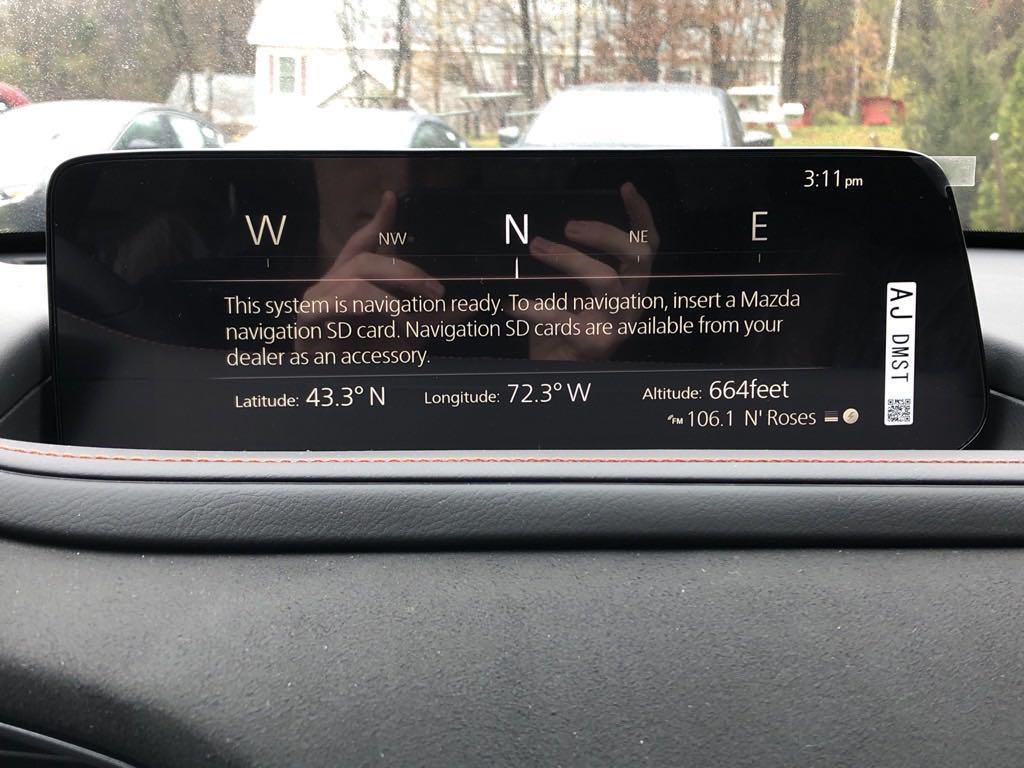 3:11pm
W NW N NE E
This system is navigation ready. To add navigation, insert a Mazda
navigation SD card. Navigation SD cards are available from your
dealer as an accessory.
Latitude: 43.3° N Longitude: 72.3° W Altitude: 664feet
FM 106.1 N' Roses
AJ DMST